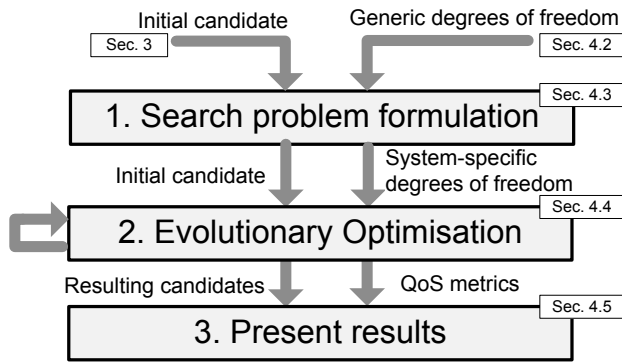 Initial candidate
Generic degrees of freedom
Sec. 3
Sec. 4.2
Sec. 4.3
1. Search problem formulation
Initial candidate
System-specific
degrees of freedom
Sec. 4.4
2. Evolutionary Optimisation
Resulting candidates
QoS metrics
Sec. 4.5
3. Present results